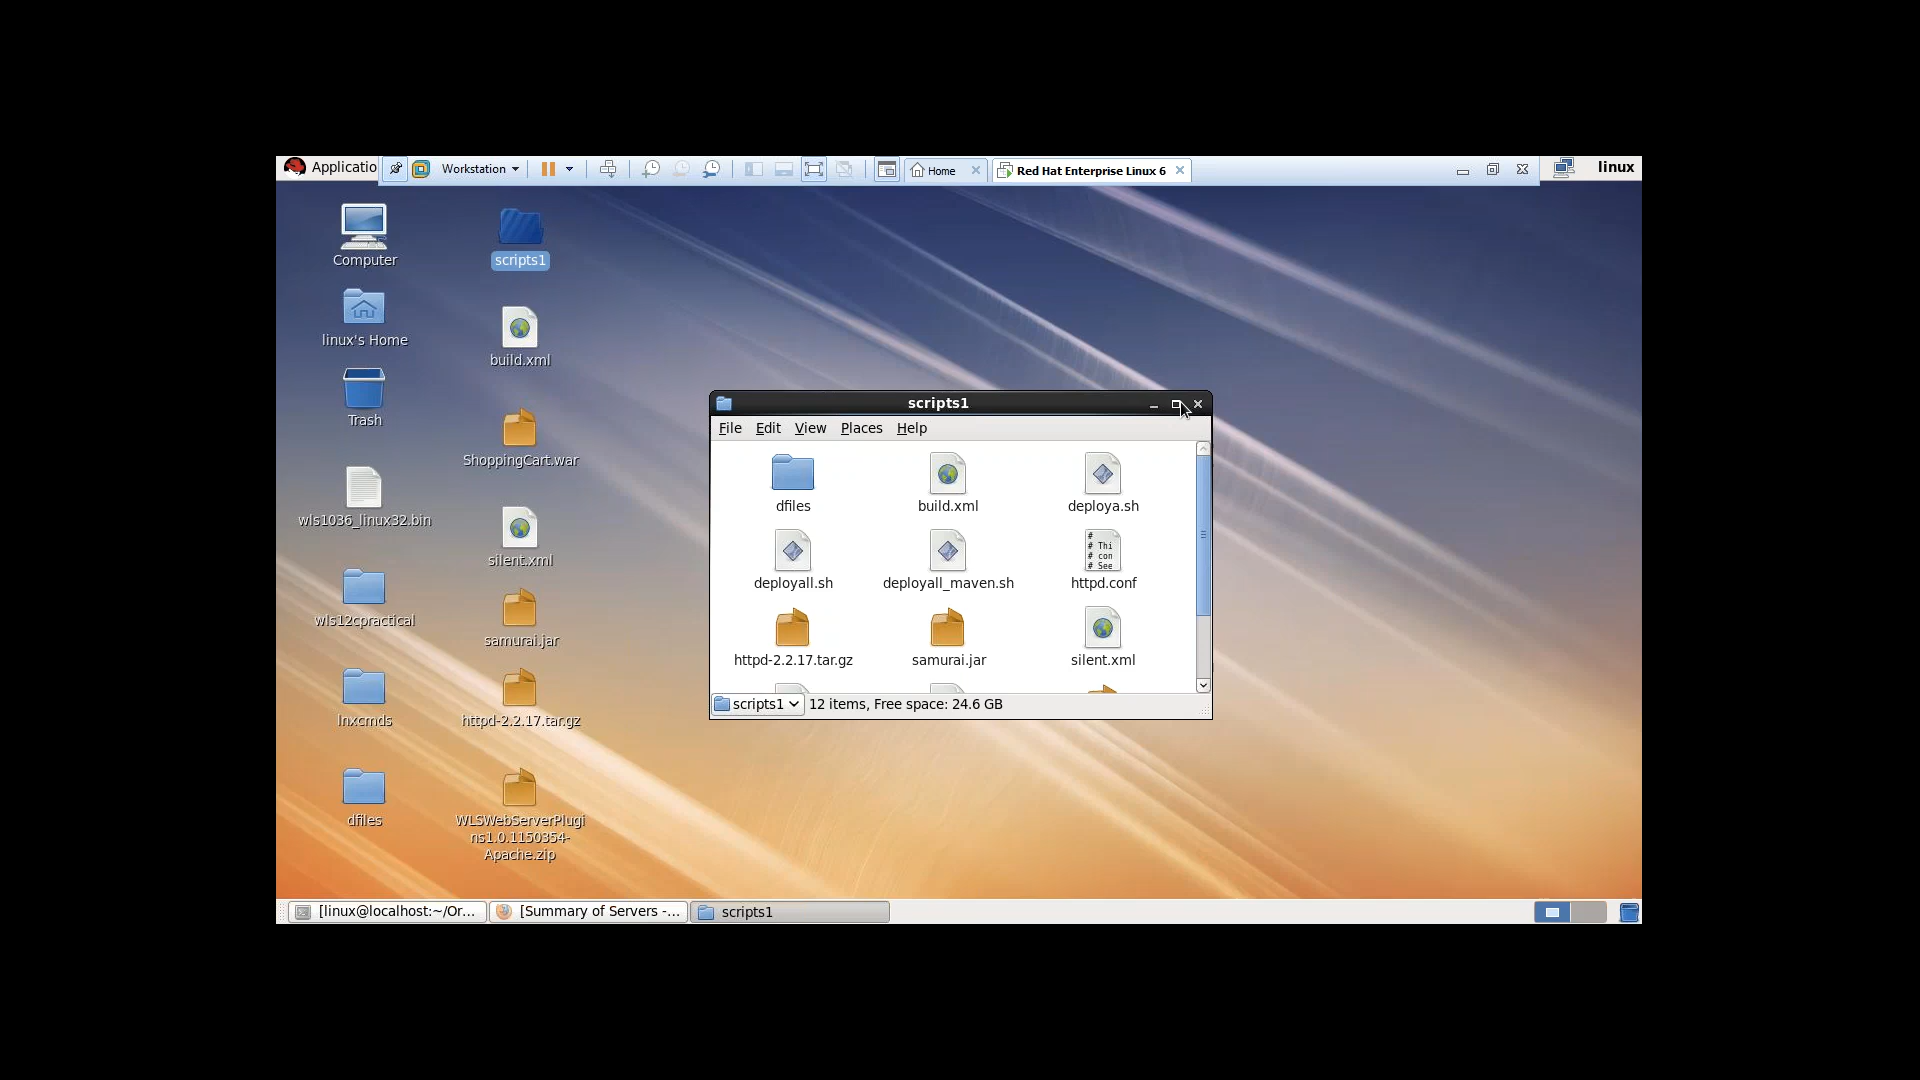 Applicatio
Workstation
Home
Red Hat Enterprise Linux 6
linux
Computer
scripts1
linux's Home
build.xml
Trash
ShoppingCart.war
wls1036_linux32.bin
silent.xml
wls12cpractical
samurai.jar
lnxcmds
httpd-2.2.17.tar.gz
dfiles
WLSWebServerPlugi
ns1.0.1150354-
Apache.zip
scripts1
File Edit View Places Help
dfiles
build.xml
deploya.sh
deployall.sh
deployall_maven.sh
#
# Thi
# con
# See
httpd.conf
httpd-2.2.17.tar.gz
samurai.jar
silent.xml
scripts1
12 items, Free space: 24.6 GB
[linux@localhost:~/Or...
[Summary of Servers -...
scripts1